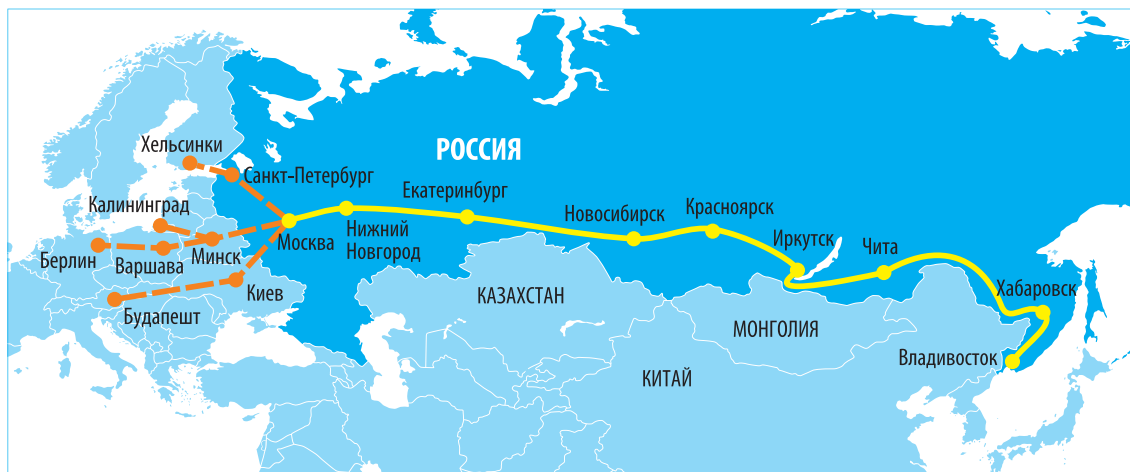 Хельсинки
РОССИЯ
Санкт-Петербург
Екатеринбург
Калининград
Новосибирск
Красноярск
Москва
Нижний
Новгород
Иркутск
Чита
Берлин
Варшава
Минск
Киев
Будапешт
КАЗАХСТАН
Хабаровск
МОНГОЛИЯ
Владивосток
КИТАЙ